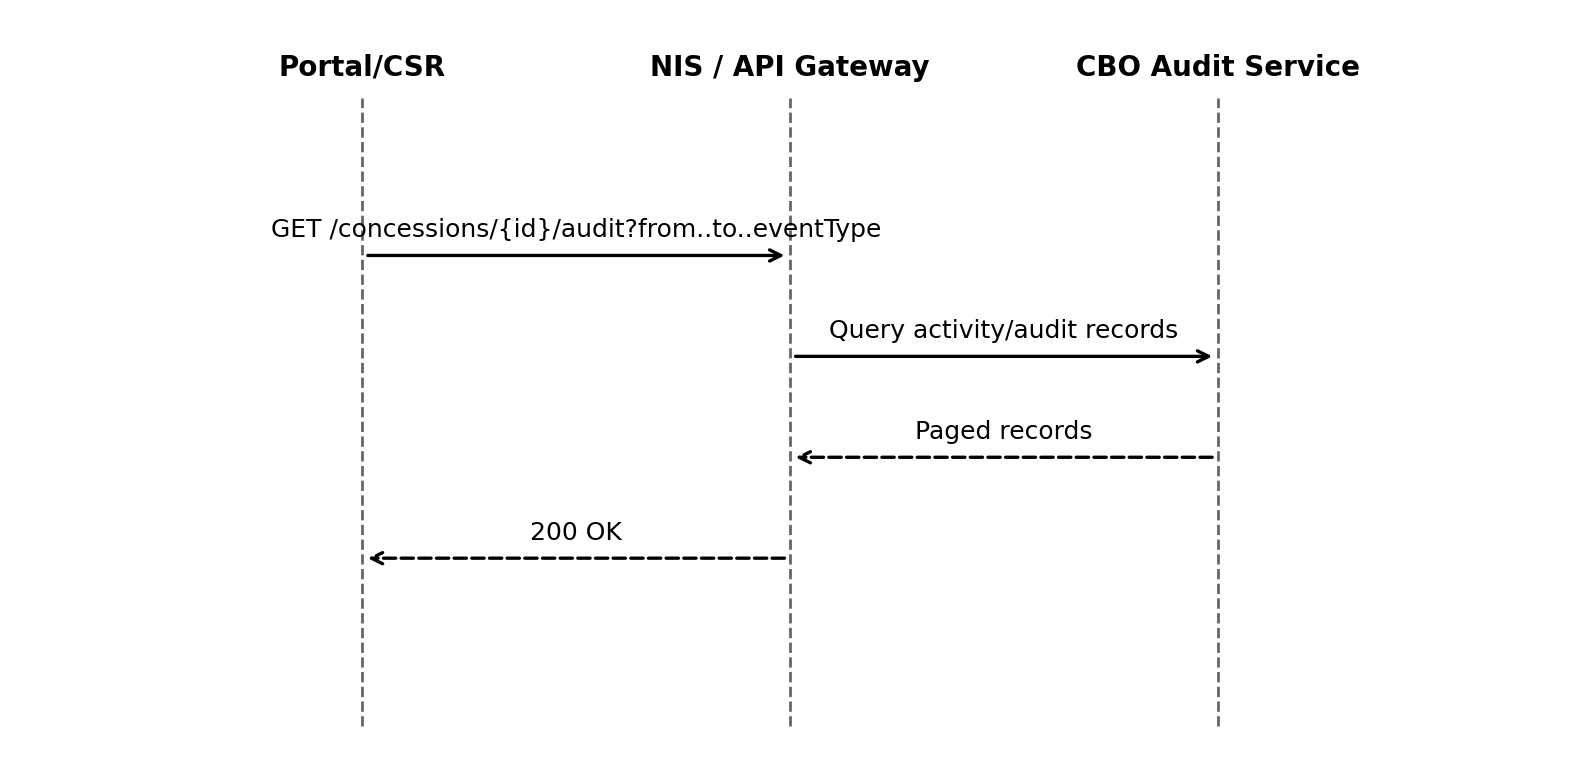 Portal/CSR
NIS / API Gateway
CBO Audit Service
GET /concessions/{id}/audit?from..to..eventType
Query activity/audit records
Paged records
200 OK